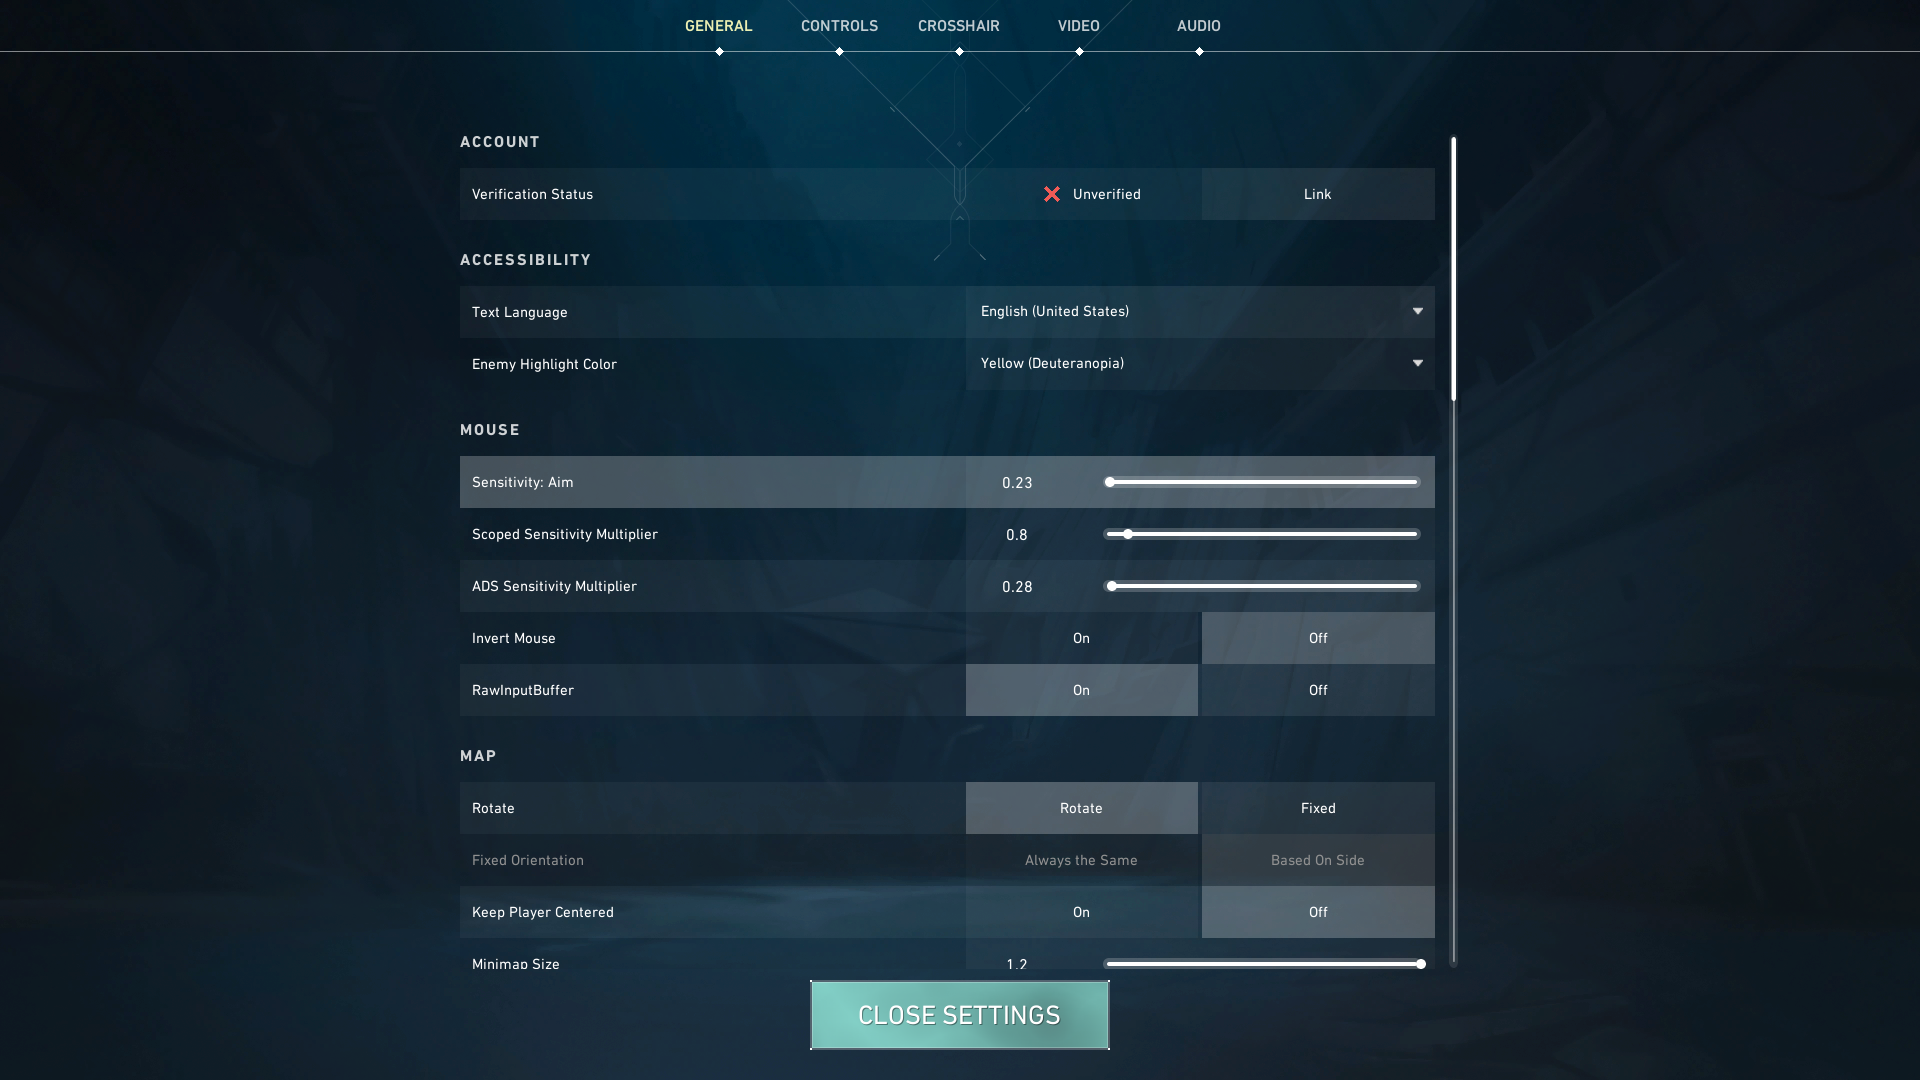 GENERAL CONTROLS CROSSHAIR VIDEO AUDIO
ACCOUNT
Verification Status Unverified Link
ACCESSIBILITY
Text Language English (United States)
Enemy Highlight Color Yellow (Deuteranopia)
MOUSE
Sensitivity: Aim 0.23
Scoped Sensitivity Multiplier 0.8
ADS Sensitivity Multiplier 0.28
Invert Mouse On Off
RawInputBuffer On Off
MAP
Rotate Rotate Fixed
Fixed Orientation Always the Same Based On Side
Keep Player Centered On Off
Minimap Size 1.2
CLOSE SETTINGS